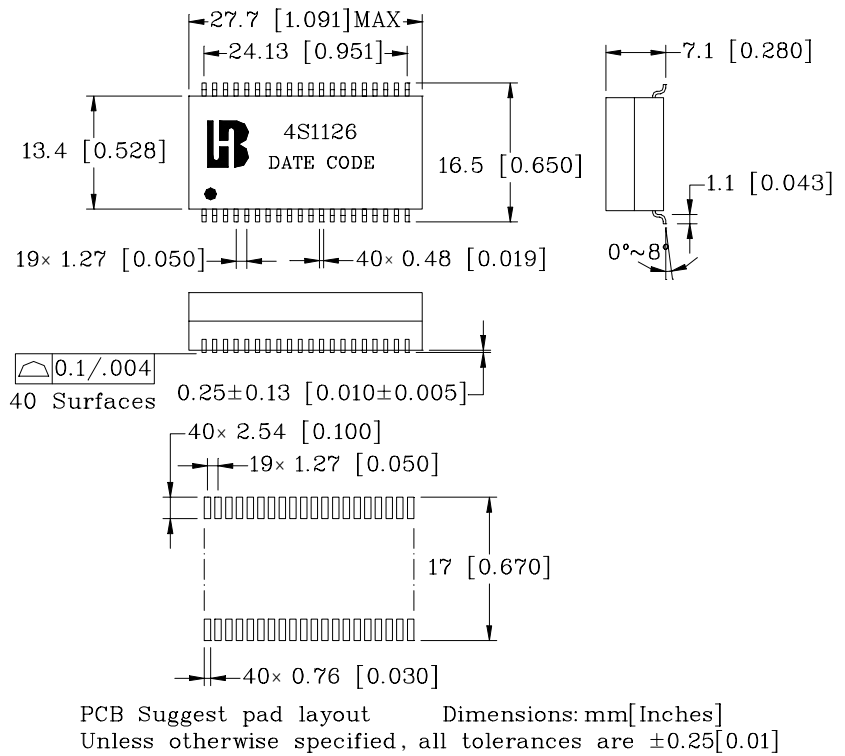 27.7 [1.091]MAX
24.13 [0.951]
7.1 [0.280]
13.4 [0.528]
4S1126
DATE CODE
16.5 [0.650]
1.1 [0.043]
0°~8°
19× 1.27 [0.050]
40× 0.48 [0.019]
0.1/.004
40 Surfaces
0.25±0.13 [0.010±0.005]
40× 2.54 [0.100]
19× 1.27 [0.050]
17 [0.670]
40× 0.76 [0.030]
PCB Suggest pad layout Dimensions: mm[Inches]
Unless otherwise specified, all tolerances are ±0.25[0.01]